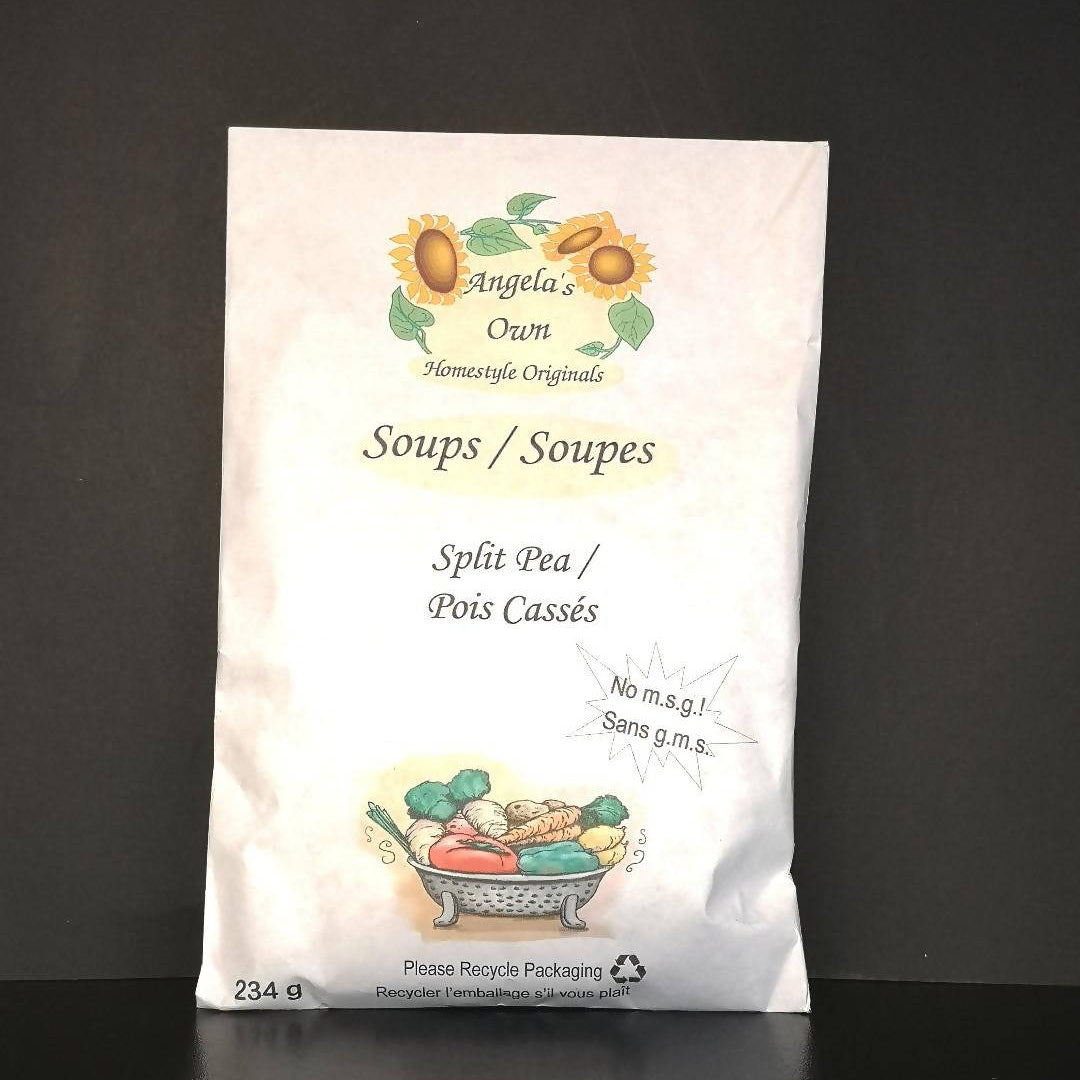 Angela's
Own
Homestyle Originals
Soups / Soupes
Split Pea /
Pois Cassés
No m.s.g.!
Sans g.m.s.
Please Recycle Packaging
Recycler l'emballage s'il vous plaît
234 g